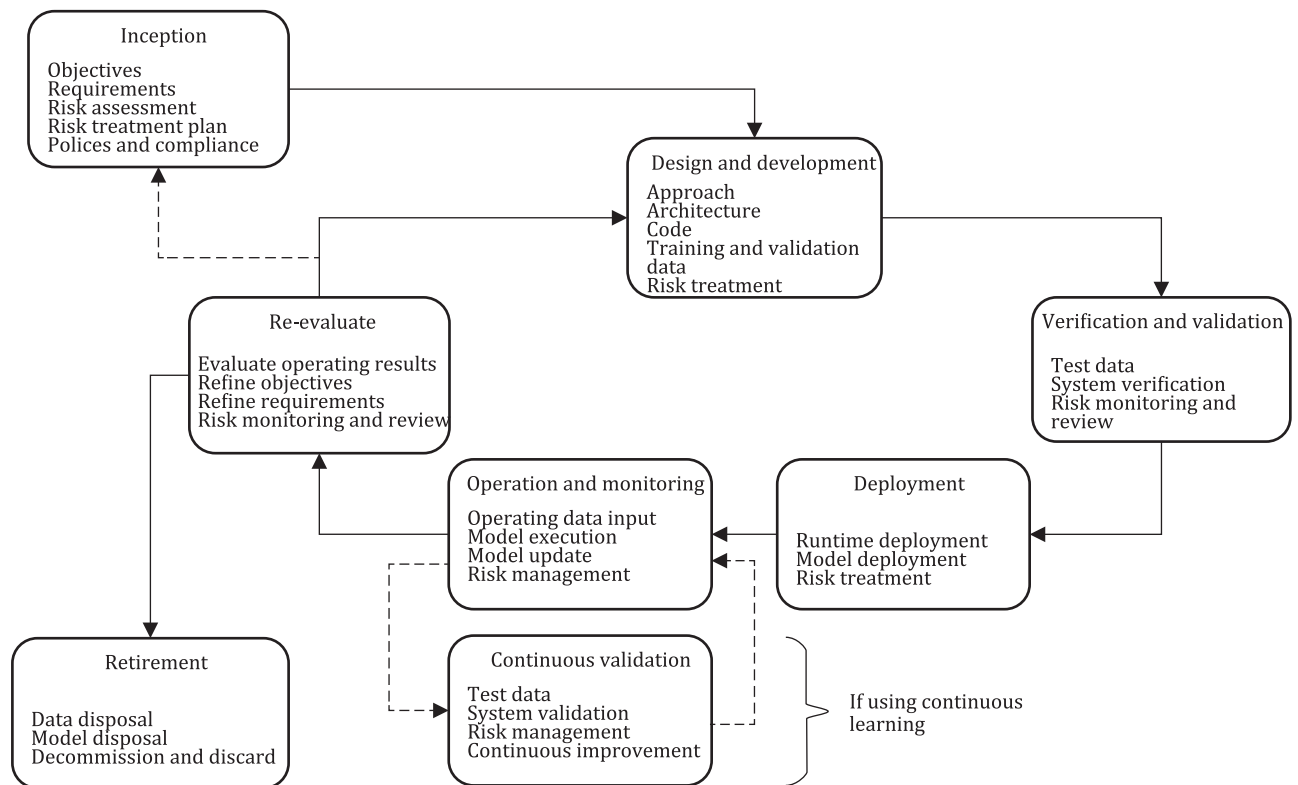 Inception
Objectives
Requirements
Risk assessment
Risk treatment plan
Polices and compliance
Design and development
Approach
Architecture
Code
Training and validation
data
Risk treatment
Re-evaluate
Evaluate operating results
Refine objectives
Refine requirements
Risk monitoring and review
Verification and validation
Test data
System verification
Risk monitoring and
review
Operation and monitoring
Operating data input
Model execution
Model update
Risk management
Deployment
Runtime deployment
Model deployment
Risk treatment
Retirement
Data disposal
Model disposal
Decommission and discard
Continuous validation
Test data
System validation
Risk management
Continuous improvement
If using continuous
learning